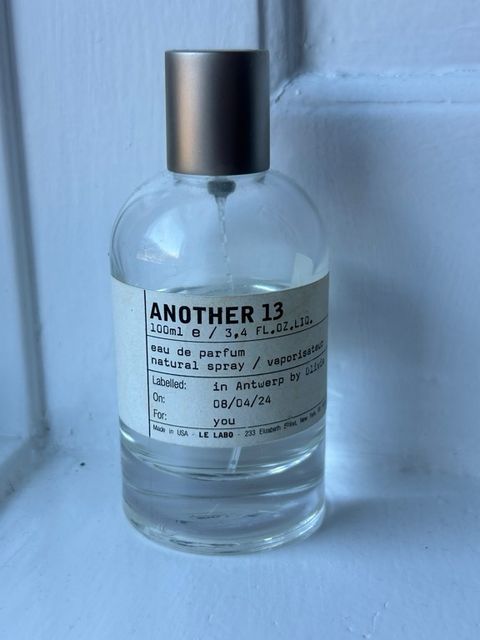 ANOTHER 13
100ml e / 3,4 FL.OZ.LIQ.
eau de parfum
natural spray / vaporisateur
Labelled: in Antwerp by Olivia
On: 08/04/24
For: you
Made in USA - LE LABO - 233 Elizabeth Street, New York